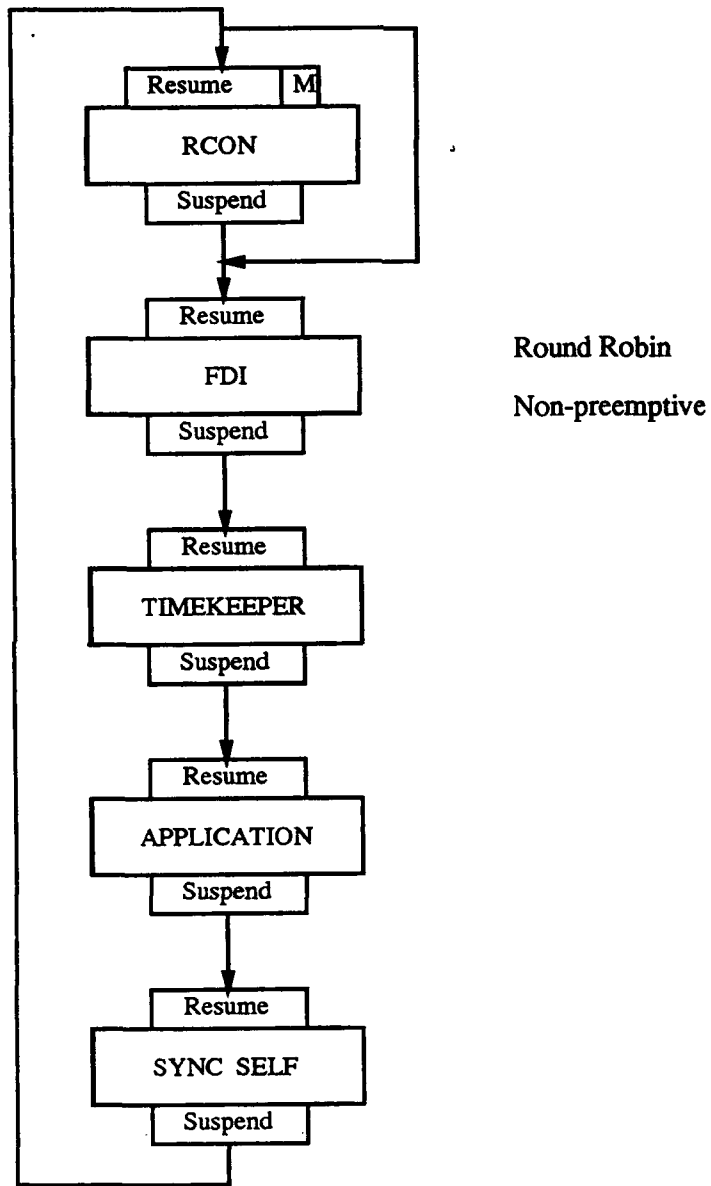 Resume M
RCON
Suspend
Resume
FDI
Suspend
Round Robin
Non-preemptive
Resume
TIMEKEEPER
Suspend
Resume
APPLICATION
Suspend
Resume
SYNC SELF
Suspend